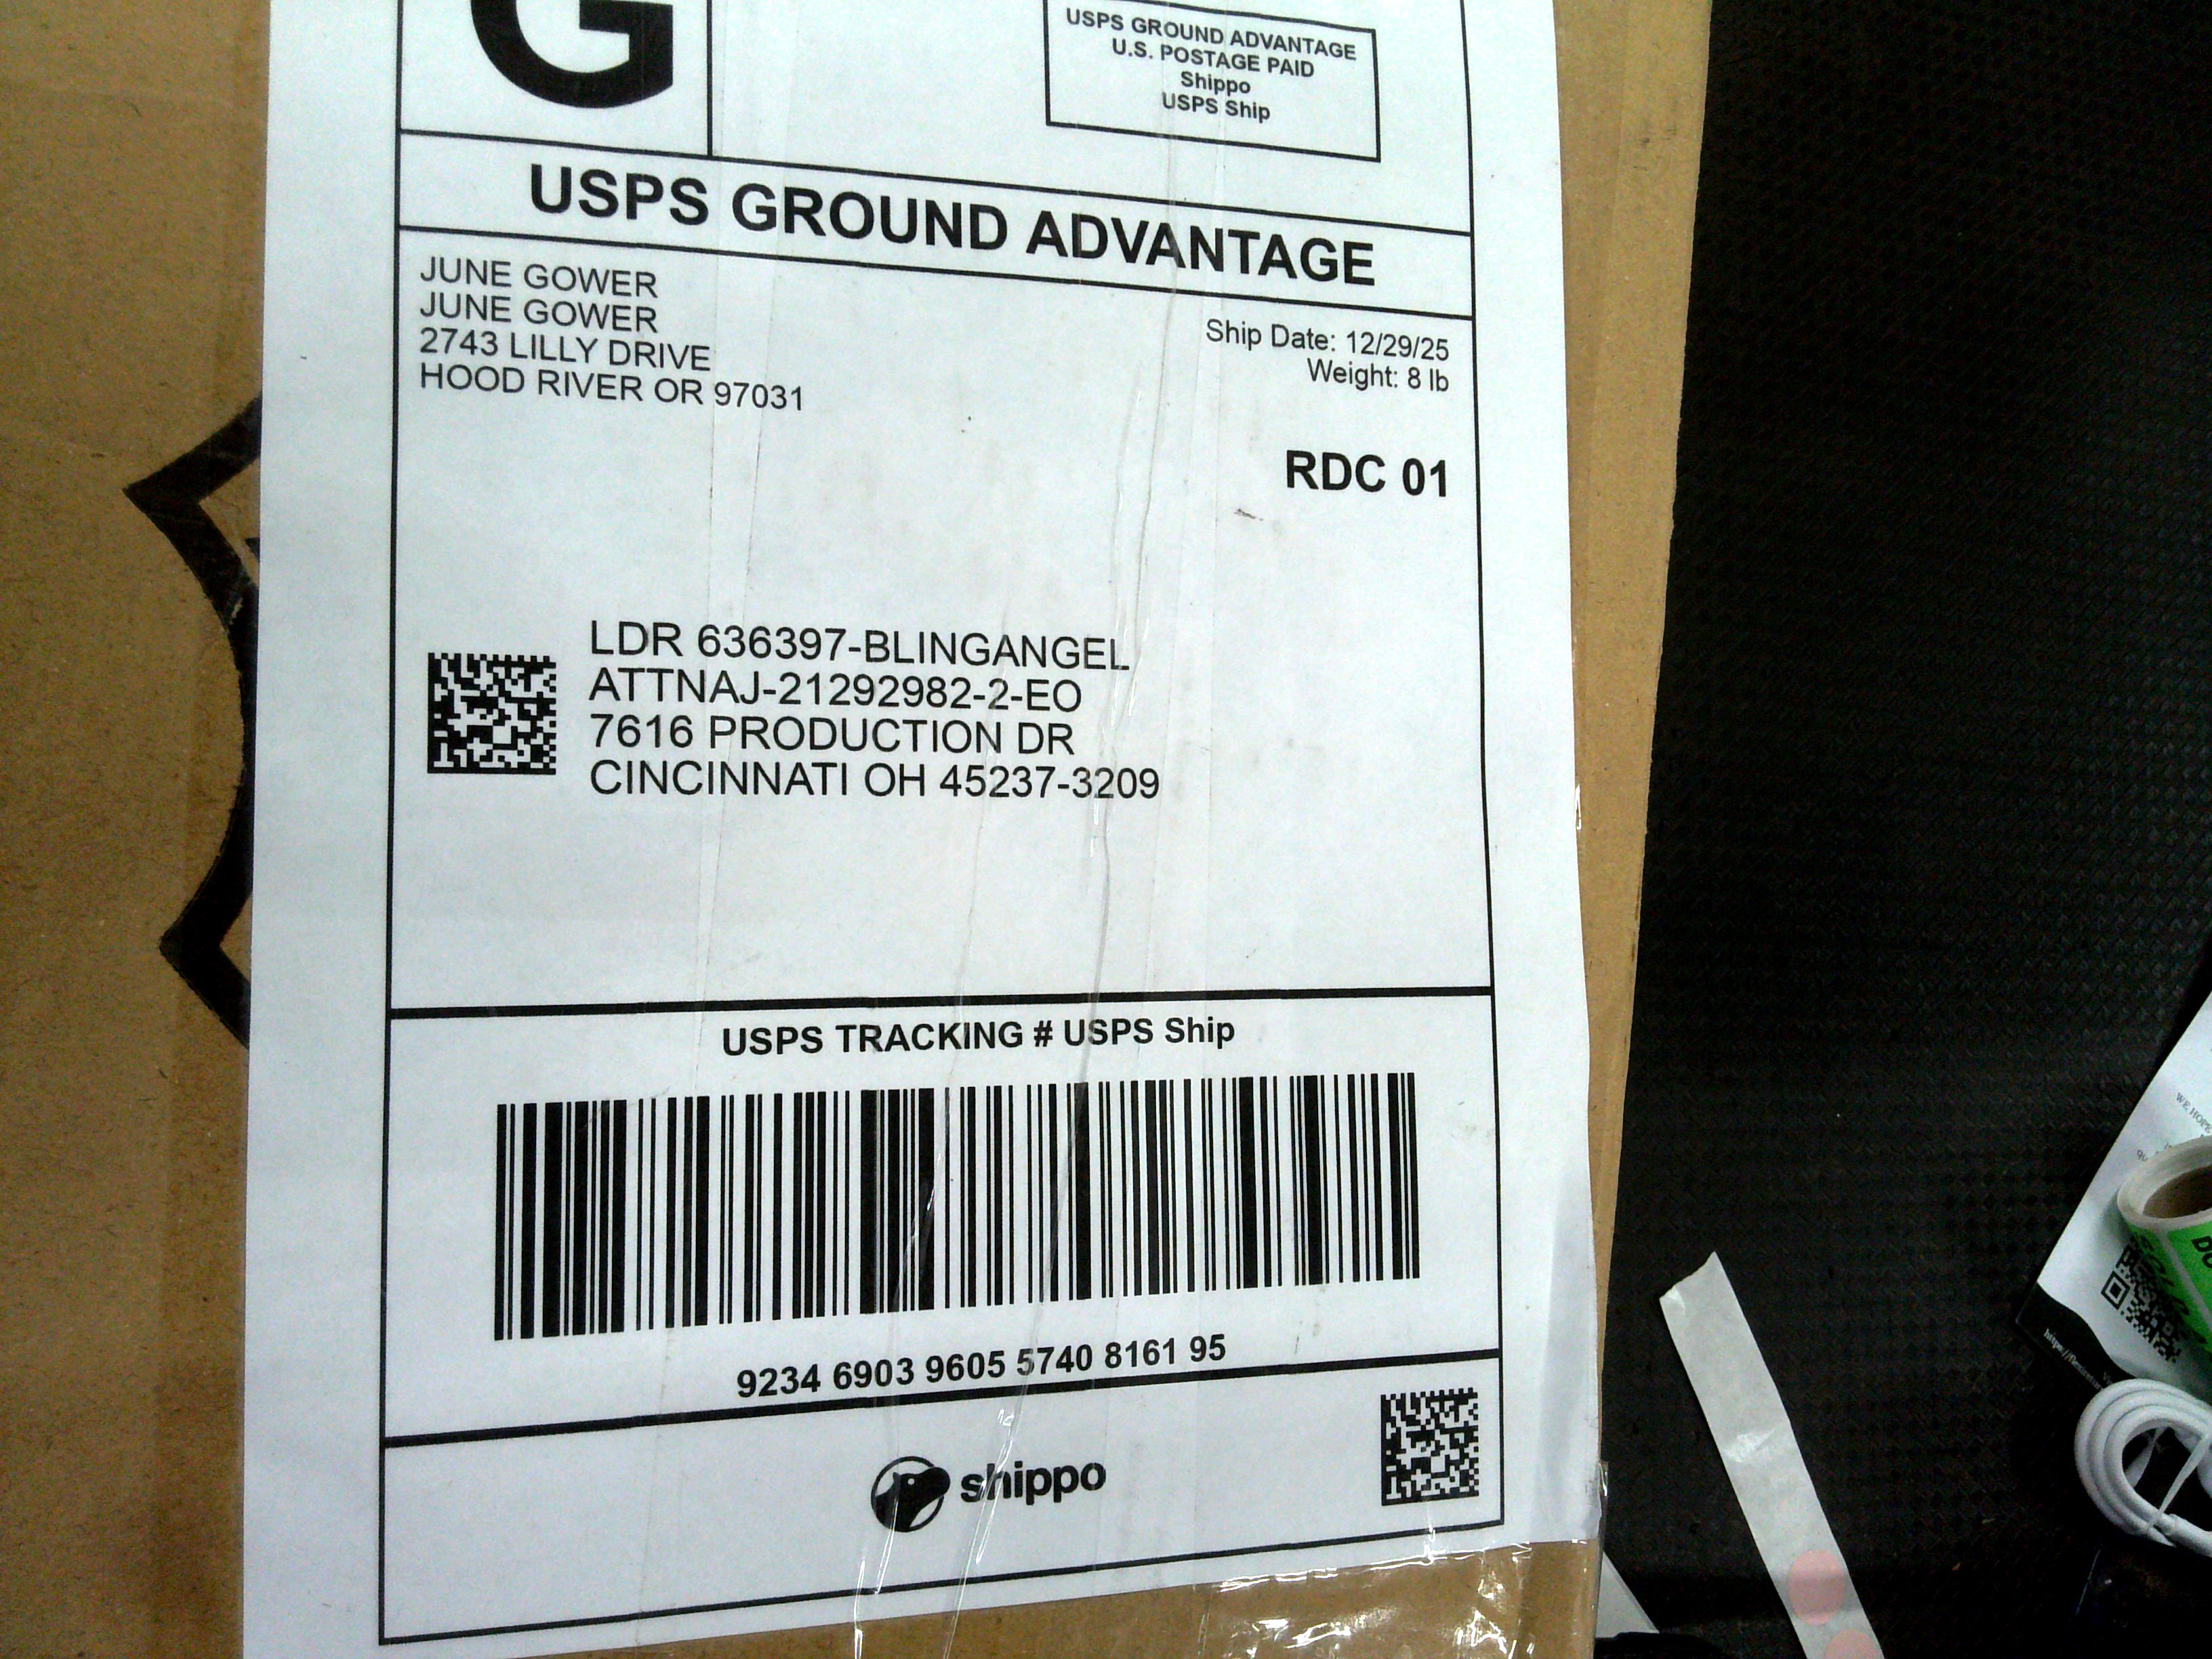 G
USPS GROUND ADVANTAGE
U.S. POSTAGE PAID
Shippo
USPS Ship
USPS GROUND ADVANTAGE
JUNE GOWER
JUNE GOWER
2743 LILLY DRIVE
HOOD RIVER OR 97031
Ship Date: 12/29/25
Weight: 8 lb
RDC 01
LDR 636397-BLINGANGEL
ATTNAJ-21292982-2-EO
7616 PRODUCTION DR
CINCINNATI OH 45237-3209
USPS TRACKING # USPS Ship
9234 6903 9605 5740 8161 95
shippo
WE HOPE